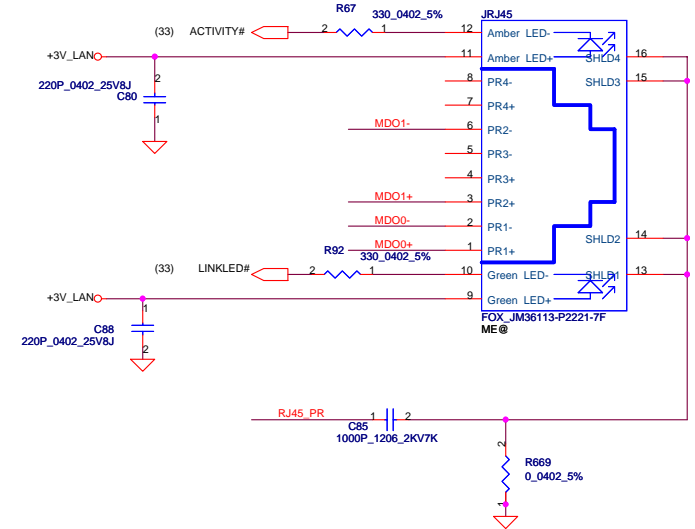 R67
330_0402_5%
JRJ45
(33) ACTIVITY# 2 1 12 Amber LED-
+3V_LAN 11 Amber LED+ SHLD4 16
8 PR4- SHLD3 15
2
220P_0402_25V8J
C80
1
7 PR4+
MDO1- 6 PR2-
5 PR3-
4 PR3+
MDO1+ 3 PR2+
MDO0- 2 PR1-
SHLD2 14
MDO0+ 1 PR1+
R92
330_0402_5%
(33) LINKLED# 2 1 10 Green LED- SHLD1 13
+3V_LAN 9 Green LED+
1
C88
220P_0402_25V8J
2
FOX_JM36113-P2221-7F
ME@
RJ45_PR 1 2
C85
1000P_1206_2KV7K
2
R669
0_0402_5%
1